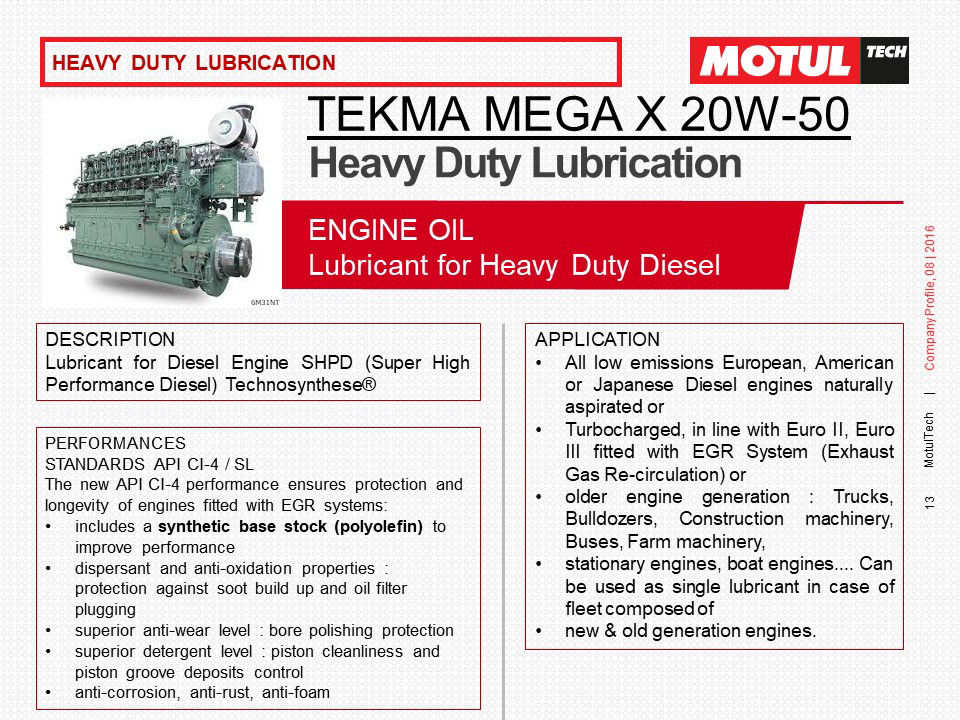 HEAVY DUTY LUBRICATION
MOTUL TECH
TEKMA MEGA X 20W-50
Heavy Duty Lubrication
ENGINE OIL
Lubricant for Heavy Duty Diesel
6M31NT
DESCRIPTION
Lubricant for Diesel Engine SHPD (Super High
Performance Diesel) Technosynthese®
PERFORMANCES
STANDARDS API CI-4 / SL
The new API CI-4 performance ensures protection and
longevity of engines fitted with EGR systems:
• includes a synthetic base stock (polyolefin) to
improve performance
• dispersant and anti-oxidation properties :
protection against soot build up and oil filter
plugging
• superior anti-wear level : bore polishing protection
• superior detergent level : piston cleanliness and
piston groove deposits control
• anti-corrosion, anti-rust, anti-foam
APPLICATION
• All low emissions European, American
or Japanese Diesel engines naturally
aspirated or
• Turbocharged, in line with Euro II, Euro
III fitted with EGR System (Exhaust
Gas Re-circulation) or
• older engine generation : Trucks,
Bulldozers, Construction machinery,
Buses, Farm machinery,
• stationary engines, boat engines.... Can
be used as single lubricant in case of
fleet composed of
• new & old generation engines.
13 MotulTech | Company Profile, 08 | 2016